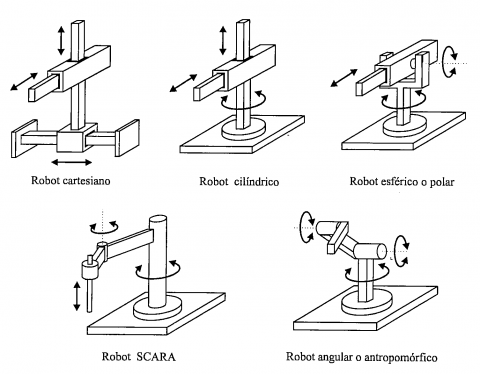 Robot cartesiano
Robot cilíndrico
Robot esférico o polar
Robot SCARA
Robot angular o antropomórfico